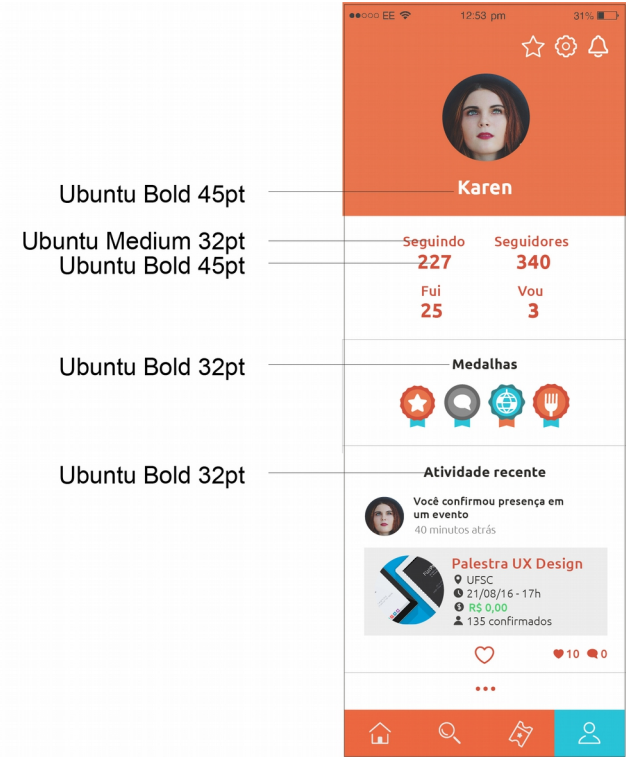 EE 12:53 pm 31%
Ubuntu Bold 45pt
Karen
Ubuntu Medium 32pt
Seguindo Seguidores
Ubuntu Bold 45pt
227 340
Fui Vou
25 3
Ubuntu Bold 32pt
Medalhas
Ubuntu Bold 32pt
Atividade recente
Você confirmou presença em
um evento
40 minutos atrás
Palestra UX Design
UFSC
21/08/16 - 17h
R$ 0,00
135 confirmados
10 0